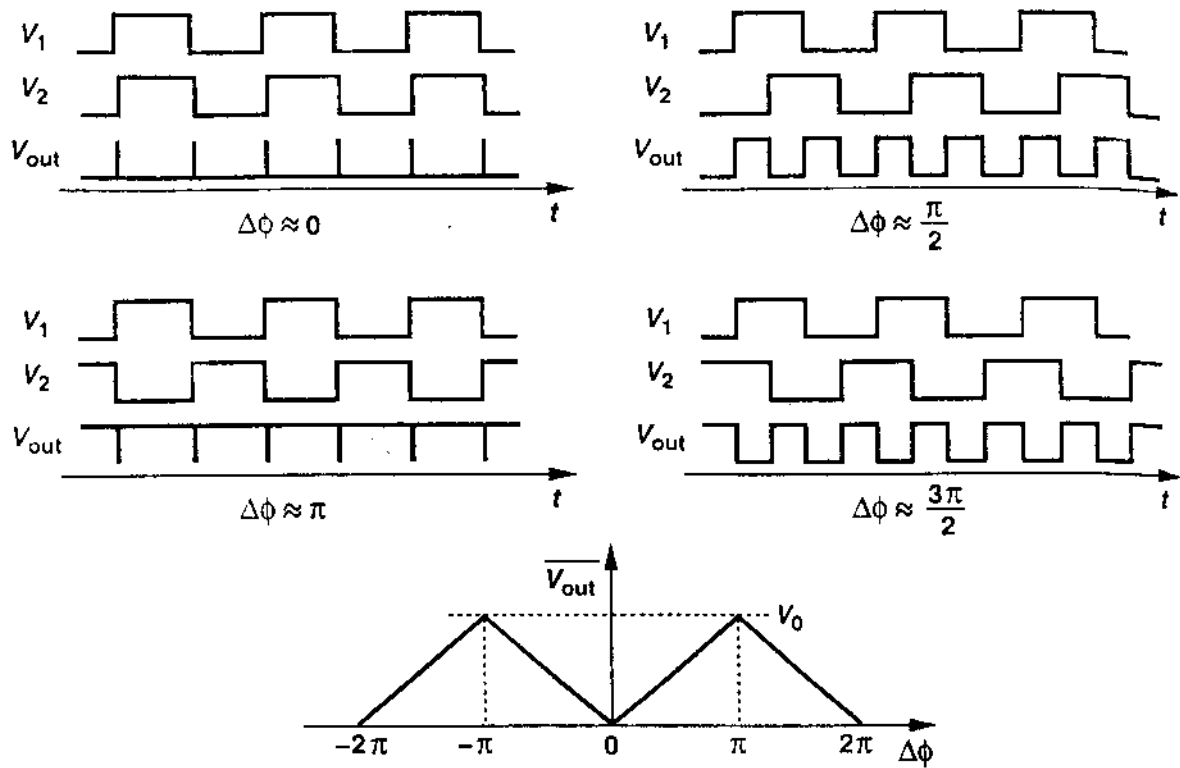 V1
V2
Vout
t
Δϕ ≈ 0
V1
V2
Vout
t
Δϕ ≈ π/2
V1
V2
Vout
t
Δϕ ≈ π
V1
V2
Vout
t
Δϕ ≈ 3π/2
Vout
V0
−2π −π 0 π 2π Δϕ